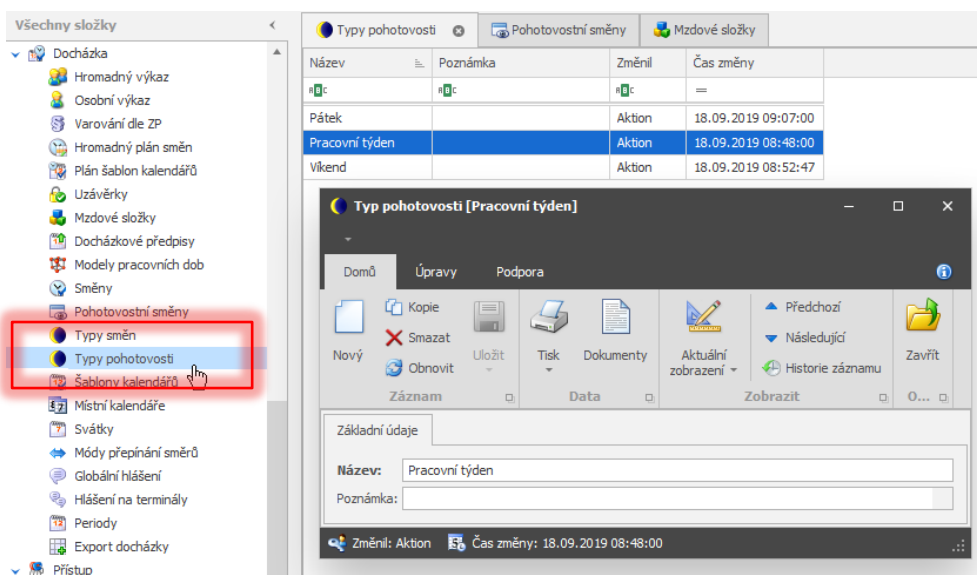 Všechny složky
Docházka
Hromadný výkaz
Osobní výkaz
Varování dle ZP
Hromadný plán směn
Plán šablon kalendářů
Uzávěrky
Mzdové složky
Docházkové předpisy
Modely pracovních dob
Směny
Pohotovostní směny
Typy směn
Typy pohotovosti
Šablony kalendářů
Místní kalendáře
Svátky
Módy přepínání směrů
Globální hlášení
Hlášení na terminály
Periody
Export docházky
Přístup
Typy pohotovosti Pohotovostní směny Mzdové složky
Název Poznámka Změnil Čas změny
Pátek Aktion 18.09.2019 09:07:00
Pracovní týden Aktion 18.09.2019 08:48:00
Víkend Aktion 18.09.2019 08:52:47
Typ pohotovosti [Pracovní týden]
Domů Úpravy Podpora
Nový
Kopie
Smazat
Obnovit
Uložit
Tisk
Dokumenty
Aktuální
zobrazení
Předchozí
Následující
Historie záznamu
Zavřít
Záznam Data Zobrazit O...
Základní údaje
Název: Pracovní týden
Poznámka:
Změnil: Aktion Čas změny: 18.09.2019 08:48:00